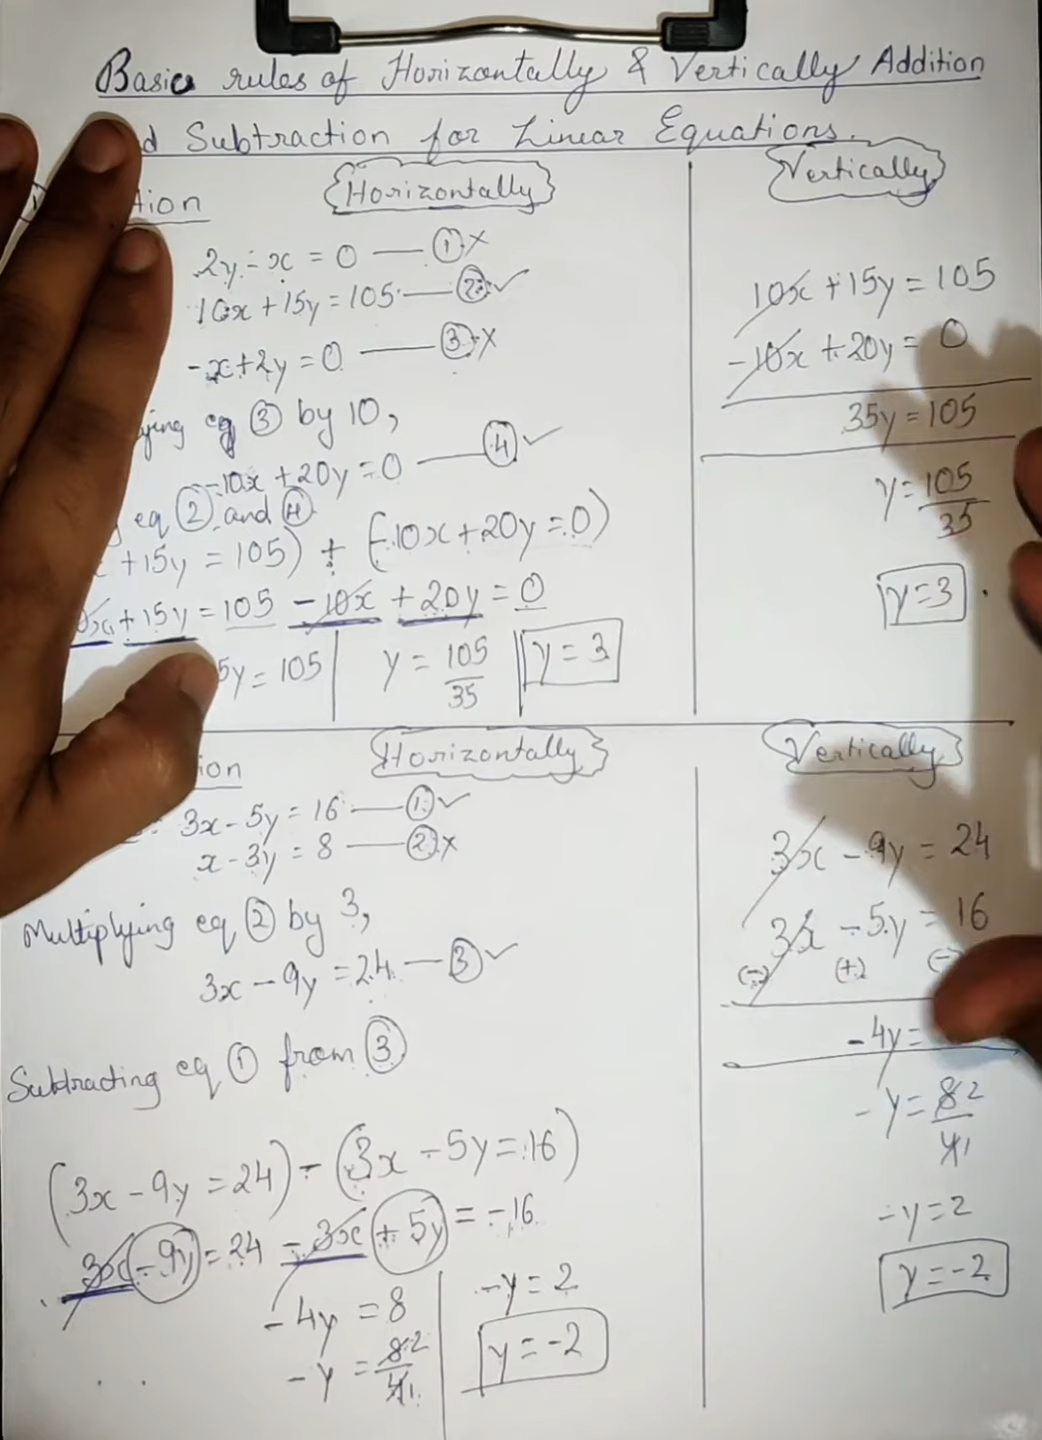 Basic rules of Horizontally & Vertically Addition
d Subtraction for Linear Equations.
tion
Horizontally
2y - x = 0 — ① ×
10x + 15y = 105 — ② ✓
-x + 2y = 0 — ③ ×
ying eq ③ by 10,
-10x + 20y = 0 — ④ ✓
eq ② and ④
+ 15y = 105) + (-10x + 20y = 0)
x + 15y = 105 - 10x + 20y = 0
5y = 105
y = 105/35
y = 3
Vertically
10x + 15y = 105
-10x + 20y = 0
35y = 105
y = 105/35
y = 3
ion
Horizontally
3x - 5y = 16 — ① ✓
x - 3y = 8 — ② ×
Multiplying eq ② by 3,
3x - 9y = 24 — ③ ✓
Subtracting eq ① from ③
(3x - 9y = 24) - (3x - 5y = 16)
3x - 9y = 24 - 3x + 5y = -16
-4y = 8
-y = 8 2/4 1
-y = 2
y = -2
Vertically
3x - 9y = 24
3x - 5y = 16
(-) (+) (-)
-4y =
-y = 8 2/4 1
-y = 2
y = -2